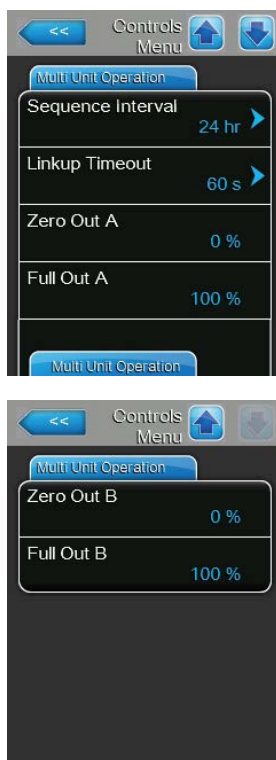 <<
Controls
Menu
Multi Unit Operation
Sequence Interval
24 hr
Linkup Timeout
60 s
Zero Out A
0 %
Full Out A
100 %
Multi Unit Operation
<<
Controls
Menu
Multi Unit Operation
Zero Out B
0 %
Full Out B
100 %